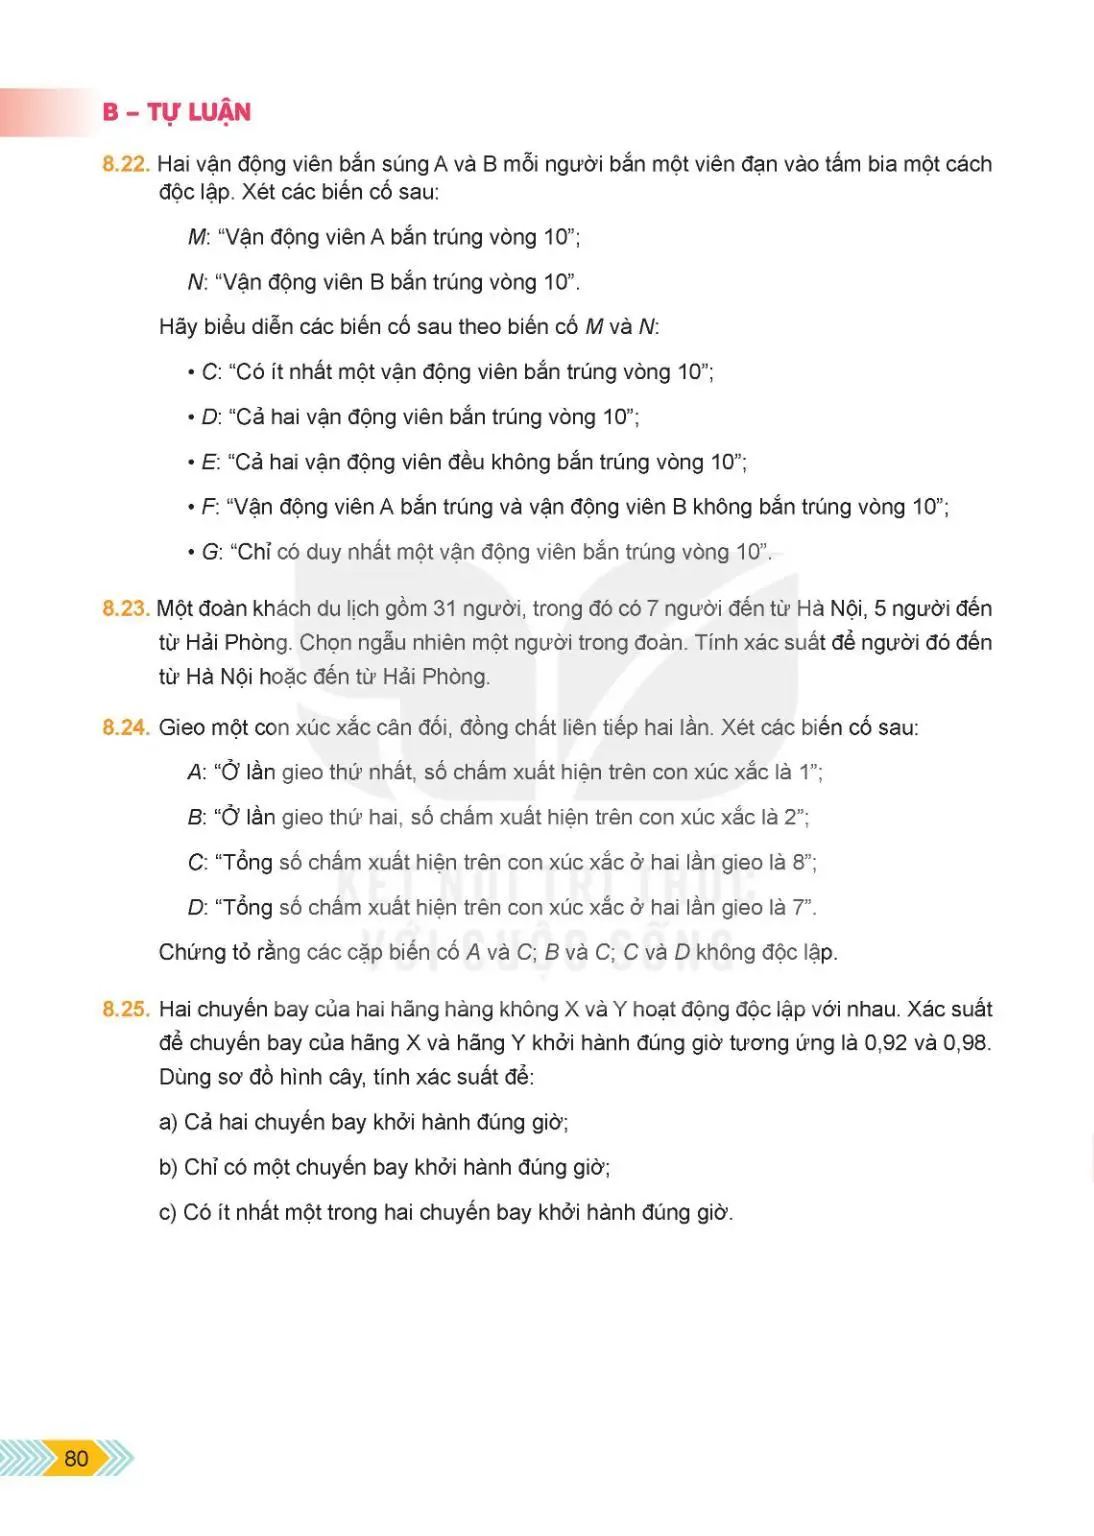 B – TỰ LUẬN
8.22. Hai vận động viên bắn súng A và B mỗi người bắn một viên đạn vào tấm bia một cách
độc lập. Xét các biến cố sau:
M: “Vận động viên A bắn trúng vòng 10”;
N: “Vận động viên B bắn trúng vòng 10”.
Hãy biểu diễn các biến cố sau theo biến cố M và N:
• C: “Có ít nhất một vận động viên bắn trúng vòng 10”;
• D: “Cả hai vận động viên bắn trúng vòng 10”;
• E: “Cả hai vận động viên đều không bắn trúng vòng 10”;
• F: “Vận động viên A bắn trúng và vận động viên B không bắn trúng vòng 10”;
• G: “Chỉ có duy nhất một vận động viên bắn trúng vòng 10”.
8.23. Một đoàn khách du lịch gồm 31 người, trong đó có 7 người đến từ Hà Nội, 5 người đến
từ Hải Phòng. Chọn ngẫu nhiên một người trong đoàn. Tính xác suất để người đó đến
từ Hà Nội hoặc đến từ Hải Phòng.
8.24. Gieo một con xúc xắc cân đối, đồng chất liên tiếp hai lần. Xét các biến cố sau:
A: “Ở lần gieo thứ nhất, số chấm xuất hiện trên con xúc xắc là 1”;
B: “Ở lần gieo thứ hai, số chấm xuất hiện trên con xúc xắc là 2”;
C: “Tổng số chấm xuất hiện trên con xúc xắc ở hai lần gieo là 8”;
KẾT NỐI TRI THỨC
D: “Tổng số chấm xuất hiện trên con xúc xắc ở hai lần gieo là 7”.
VỚI CUỘC SỐNG
Chứng tỏ rằng các cặp biến cố A và C; B và C; C và D không độc lập.
8.25. Hai chuyến bay của hai hãng hàng không X và Y hoạt động độc lập với nhau. Xác suất
để chuyến bay của hãng X và hãng Y khởi hành đúng giờ tương ứng là 0,92 và 0,98.
Dùng sơ đồ hình cây, tính xác suất để:
a) Cả hai chuyến bay khởi hành đúng giờ;
b) Chỉ có một chuyến bay khởi hành đúng giờ;
c) Có ít nhất một trong hai chuyến bay khởi hành đúng giờ.
80